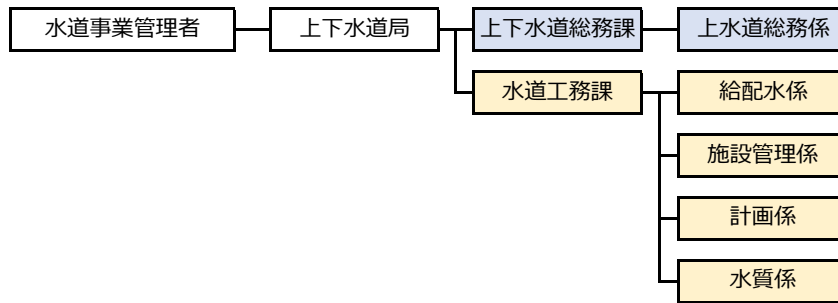 水道事業管理者
上下水道局
上下水道総務課
上水道総務係
水道工務課
給配水係
施設管理係
計画係
水質係